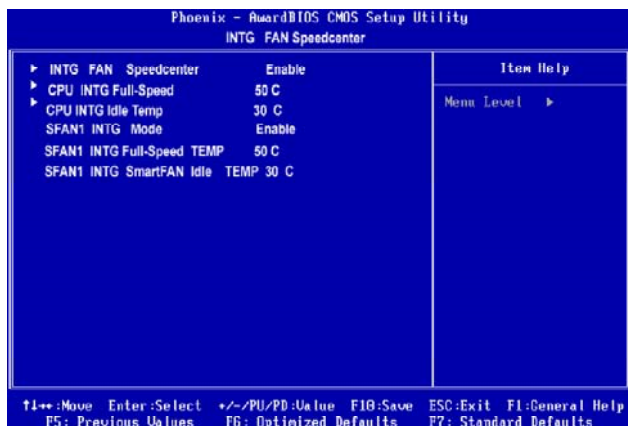 Phoenix - AwardBIOS CMOS Setup Utility
INTG FAN Speedcenter
INTG FAN Speedcenter Enable
CPU INTG Full-Speed 50 C
CPU INTG Idle Temp 30 C
SFAN1 INTG Mode Enable
SFAN1 INTG Full-Speed TEMP 50 C
SFAN1 INTG SmartFAN Idle TEMP 30 C
Item Help
Menu Level ▶
↑↓→←:Move Enter:Select +/-/PU/PD:Value F10:Save ESC:Exit F1:General Help
F5: Previous Values F6: Optimized Defaults F7: Standard Defaults